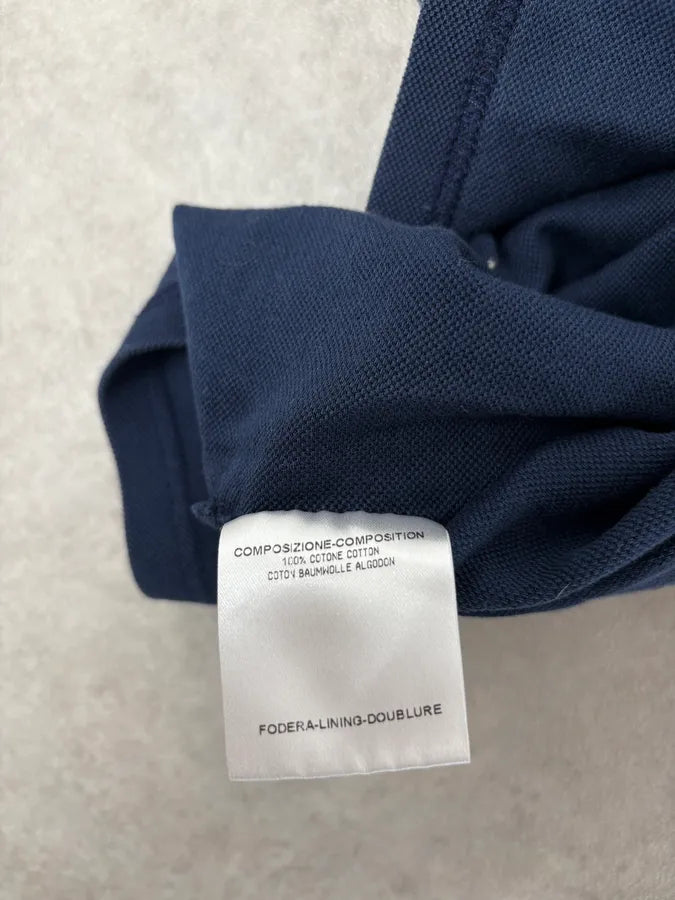 COMPOSIZIONE-COMPOSITION
100% COTONE COTTON
COTON BAUMWOLLE ALGODON
FODERA-LINING-DOUBLURE